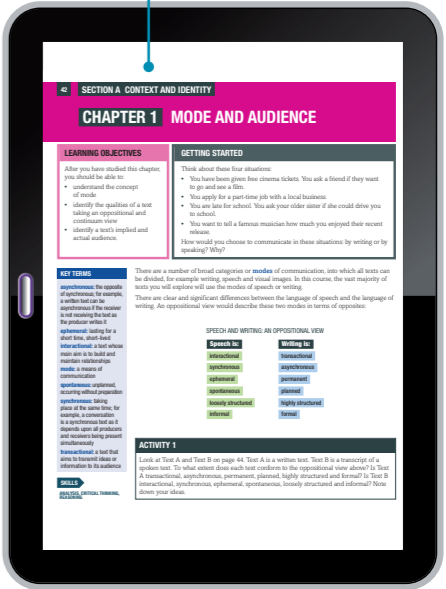 42 SECTION A CONTEXT AND IDENTITY
CHAPTER 1 MODE AND AUDIENCE
LEARNING OBJECTIVES
After you have studied this chapter,
you should be able to:
• understand the concept
of mode
• identify the qualities of a text
taking an oppositional and
continuum view
• identify a text's implied and
actual audience.
GETTING STARTED
Think about these four situations:
• You have been given free cinema tickets. You ask a friend if they want
to go and see a film.
• You apply for a part-time job with a local business.
• You are late for school. You ask your older sister if she could drive you
to school.
• You want to tell a famous musician how much you enjoyed their recent
release.
How would you choose to communicate in these situations: by writing or by
speaking? Why?
KEY TERMS
asynchronous: the opposite
of synchronous; for example,
a written text can be
asynchronous if the receiver
is not receiving the text as
the producer writes it
ephemeral: lasting for a
short time, short-lived
interactional: a text whose
main aim is to build and
maintain relationships
mode: a means of
communication
spontaneous: unplanned,
occurring without preparation
synchronous: taking
place at the same time; for
example, a conversation
is a synchronous text as it
depends upon all producers
and receivers being present
simultaneously
transactional: a text that
aims to transmit ideas or
information to its audience
SKILLS
ANALYSIS, CRITICAL THINKING,
REASONING
There are a number of broad categories or modes of communication, into which all texts can
be divided, for example writing, speech and visual images. In this course, the vast majority of
texts you will explore will use the modes of speech or writing.
There are clear and significant differences between the language of speech and the language of
writing. An oppositional view would describe these two modes in terms of opposites:
SPEECH AND WRITING: AN OPPOSITIONAL VIEW
Speech is: Writing is:
interactional transactional
synchronous asynchronous
ephemeral permanent
spontaneous planned
loosely structured highly structured
informal formal
ACTIVITY 1
Look at Text A and Text B on page 44. Text A is a written text. Text B is a transcript of a
spoken text. To what extent does each text conform to the oppositional view above? Is Text
A transactional, asynchronous, permanent, planned, highly structured and formal? Is Text B
interactional, synchronous, ephemeral, spontaneous, loosely structured and informal? Note
down your ideas.